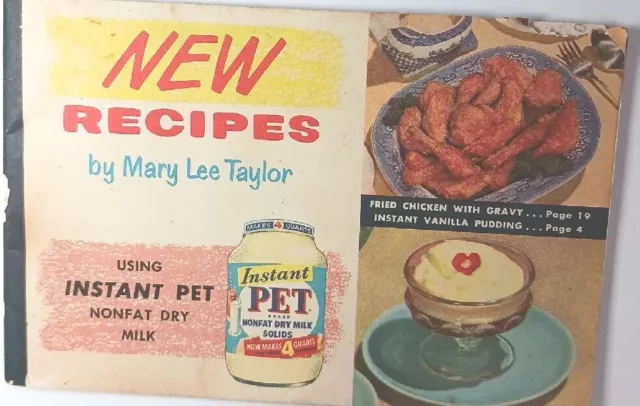 NEW
RECIPES
by Mary Lee Taylor
USING
INSTANT PET
NONFAT DRY
MILK
MAKES 4 QUARTS
Instant
PET
BRAND
NONFAT DRY MILK
SOLIDS
NOW MAKES 4 QUARTS
FRIED CHICKEN WITH GRAVY...Page 19
INSTANT VANILLA PUDDING...Page 4